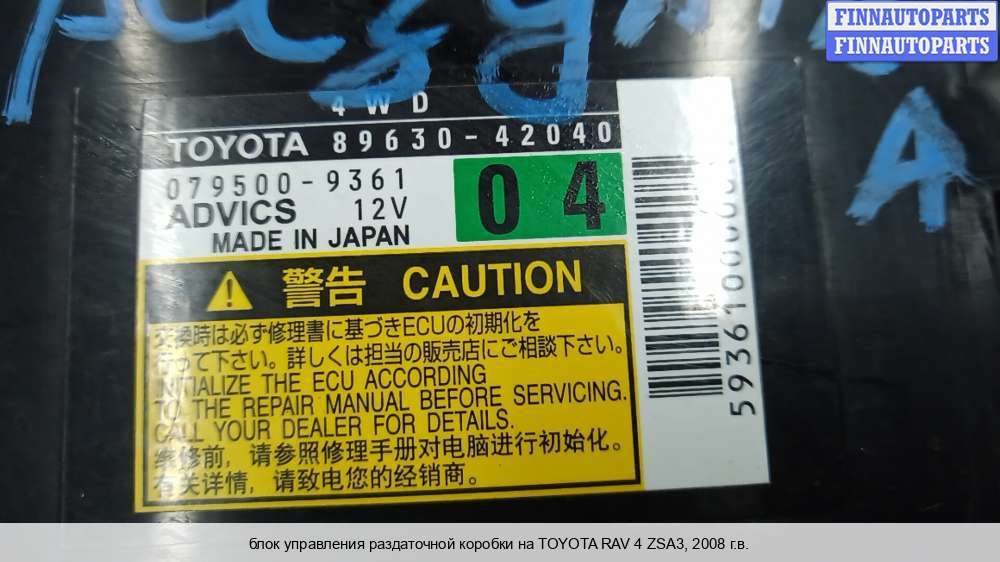 FINNAUTOPARTS
FINNAUTOPARTS
A
4WD
TOYOTA 89630-42040
079500-9361
ADVICS 12V
MADE IN JAPAN
04
警告 CAUTION
交換時は必ず修理書に基づきECUの初期化を
行って下さい。詳しくは担当の販売店にご相談下さい。
INITIALIZE THE ECU ACCORDING
TO THE REPAIR MANUAL BEFORE SERVICING.
CALL YOUR DEALER FOR DETAILS.
维修前，请参照修理手册对电脑进行初始化。
有关详情，请致电您的经销商。
блок управления раздаточной коробки на TOYOTA RAV 4 ZSA3, 2008 г.в.